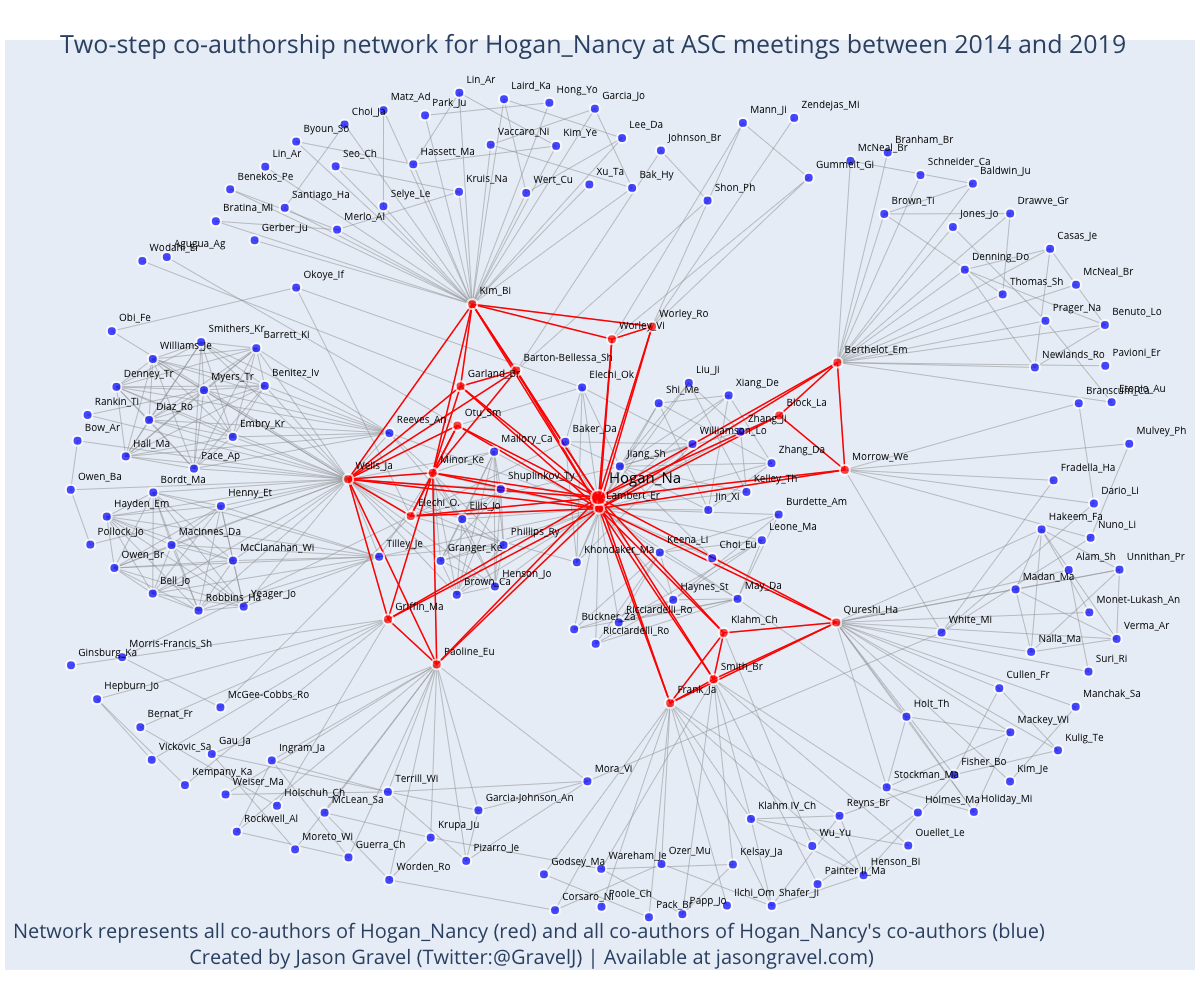 Two-step co-authorship network for Hogan_Nancy at ASC meetings between 2014 and 2019
Lin_Ar
Laird_Ka
Hong_Yo
Matz_Ad
Park_Ju
Garcia_Jo
Choi_Ja
Zendejas_Mi
Mann_Ji
Byoun_So
Vaccaro_Ni
Kim_Ye
Lee_Da
Johnson_Br
Branham_Br
McNeal_Br
Lin_Ar
Seo_Ch
Hassett_Ma
Gummelt_Gi
Schneider_Ca
Benekos_Pe
Kruis_Na
Wert_Cu
Xu_Ta
Bak_Hy
Baldwin_Ju
Santiago_Ha
Selye_Le
Shon_Ph
Brown_Ti
Drawve_Gr
Bratina_Mi
Merlo_Al
Jones_Jo
Gerber_Ju
Casas_Je
Agugua_Ag
Denning_Do
Okoye_If
Thomas_Sh
McNeal_Br
Kim_Bi
Worley_Ro
Prager_Na
Benuto_Lo
Obi_Fe
Smithers_Kr
Worley_Vi
Barrett_Ki
Williams_Je
Barton-Bellessa_Sh
Berthelot_Em
Newlands_Ro
Pavioni_Er
Denney_Tr
Myers_Tr
Benitez_Iv
Elechi_Ok
Liu_Ji
Xiang_De
Shi_Me
Branscum_Ca
Rankin_Ti
Diaz_Ro
Block_La
Bow_Ar
Embry_Kr
Reeves_An
Otu_Sm
Zhang_Ji
Hall_Ma
Pace_Ap
Mallory_Ca
Baker_Da
Williamson_Lo
Mulvey_Ph
Wells_Ja
Minor_Ke
Jiang_Sh
Zhang_Da
Morrow_We
Owen_Ba
Bordt_Ma
Shuplinkov_Ty
Hogan_Na
Kelley_Th
Fradella_Ha
Hayden_Em
Henny_Et
Elechi_O.
Ellis_Jo
Lambert_Er
Jin_Xi
Burdette_Am
Dario_Li
Pollock_Jo
MacInnes_Da
Phillips_Ry
Leone_Ma
Hakeem_Fa
Nuno_Li
Owen_Br
McClanahan_Wi
Tilley_Je
Granger_Ke
Khondaker_Ma
Keena_Li
Choi_Eu
Alam_Sh
Unnithan_Pr
Bell_Jo
Brown_Ca
Henson_Jo
Haynes_St
May_Da
Madan_Ma
Robbins_Ha
Yeager_Jo
Griffin_Ma
Buckner_Za
Ricciardelli_Ro
Qureshi_Ha
Monet-Lukash_An
Ricciardelli_Ro
Klahm_Ch
White_Mi
Nalla_Ma
Verma_Ar
Ginsburg_Ka
Morris-Francis_Sh
Paoline_Eu
Smith_Br
Suri_Ri
Hepburn_Jo
McGee-Cobbs_Ro
Frank_Ja
Cullen_Fr
Manchak_Sa
Bernat_Fr
Holt_Th
Mackey_Wi
Vickovic_Sa
Gau_Ja
Ingram_Ja
Kulig_Te
Kempany_Ka
Weiser_Ma
Terrill_Wi
Mora_Vi
Stockman_Ma
Fisher_Bo
Kim_Je
Hoischuh_Ch
McLean_Sa
Garcia-Johnson_An
Klahm IV_Ch
Reyns_Br
Holmes_Ma
Holiday_Mi
Rockwell_Al
Krupa_Ju
Moreto_Wi
Guerra_Ch
Pizarro_Je
Wu_Yu
Ouellet_Le
Worden_Ro
Godsey_Ma
Wareham_Je
Ozer_Mu
Kelsay_Ja
Painter II_Ma
Henson_Bi
Corsaro_Ni
Poole_Ch
Pack_Br
Papp_Jo
Ilchi_Om
Shafer_Ji
Network represents all co-authors of Hogan_Nancy (red) and all co-authors of Hogan_Nancy's co-authors (blue)
Created by Jason Gravel (Twitter:@GravelJ) | Available at jasongravel.com)